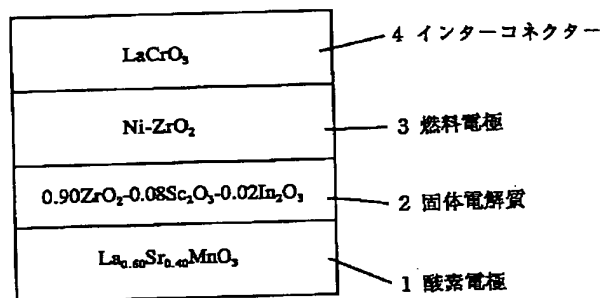 LaCrO₃
4 インターコネクター
Ni-ZrO₂
3 燃料電極
0.90ZrO₂-0.08Sc₂O₃-0.02In₂O₃
2 固体電解質
La₀.₆₀Sr₀.₄₀MnO₃
1 酸素電極